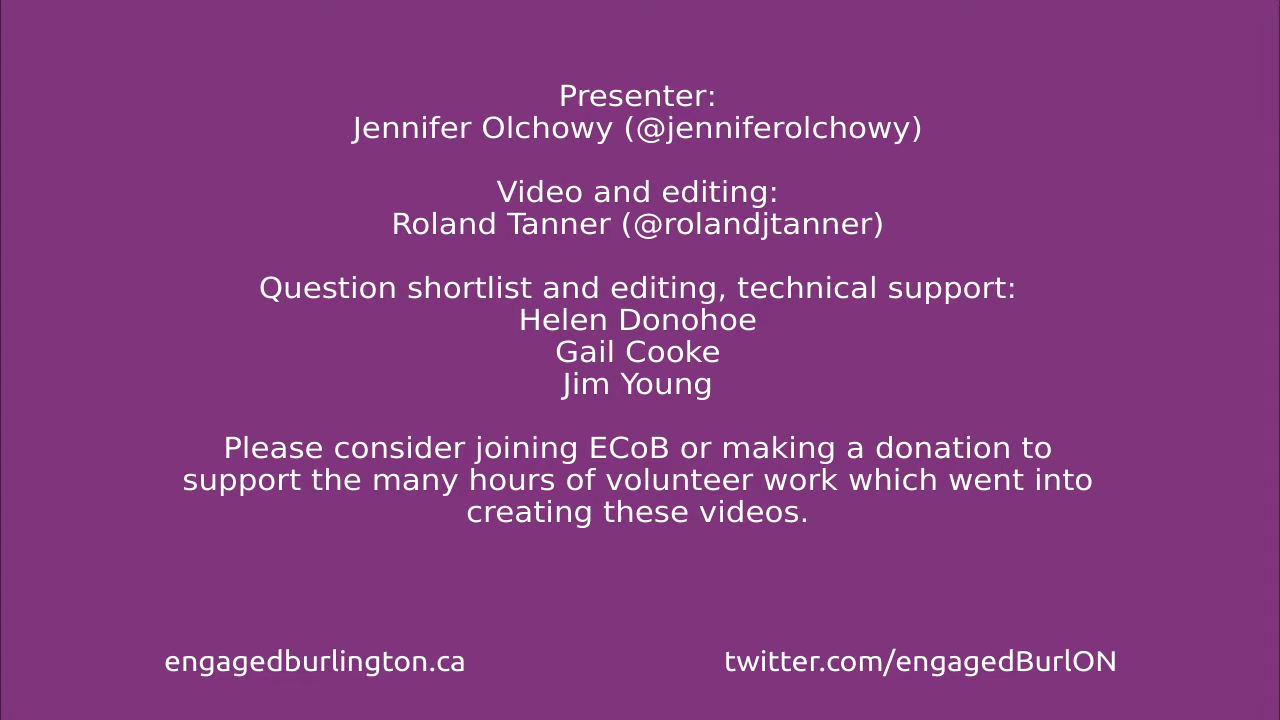 Presenter:
Jennifer Olchowy (@jenniferolchowy)
Video and editing:
Roland Tanner (@rolandjtanner)
Question shortlist and editing, technical support:
Helen Donohoe
Gail Cooke
Jim Young
Please consider joining ECoB or making a donation to
support the many hours of volunteer work which went into
creating these videos.
engagedburlington.ca
twitter.com/engagedBurlON